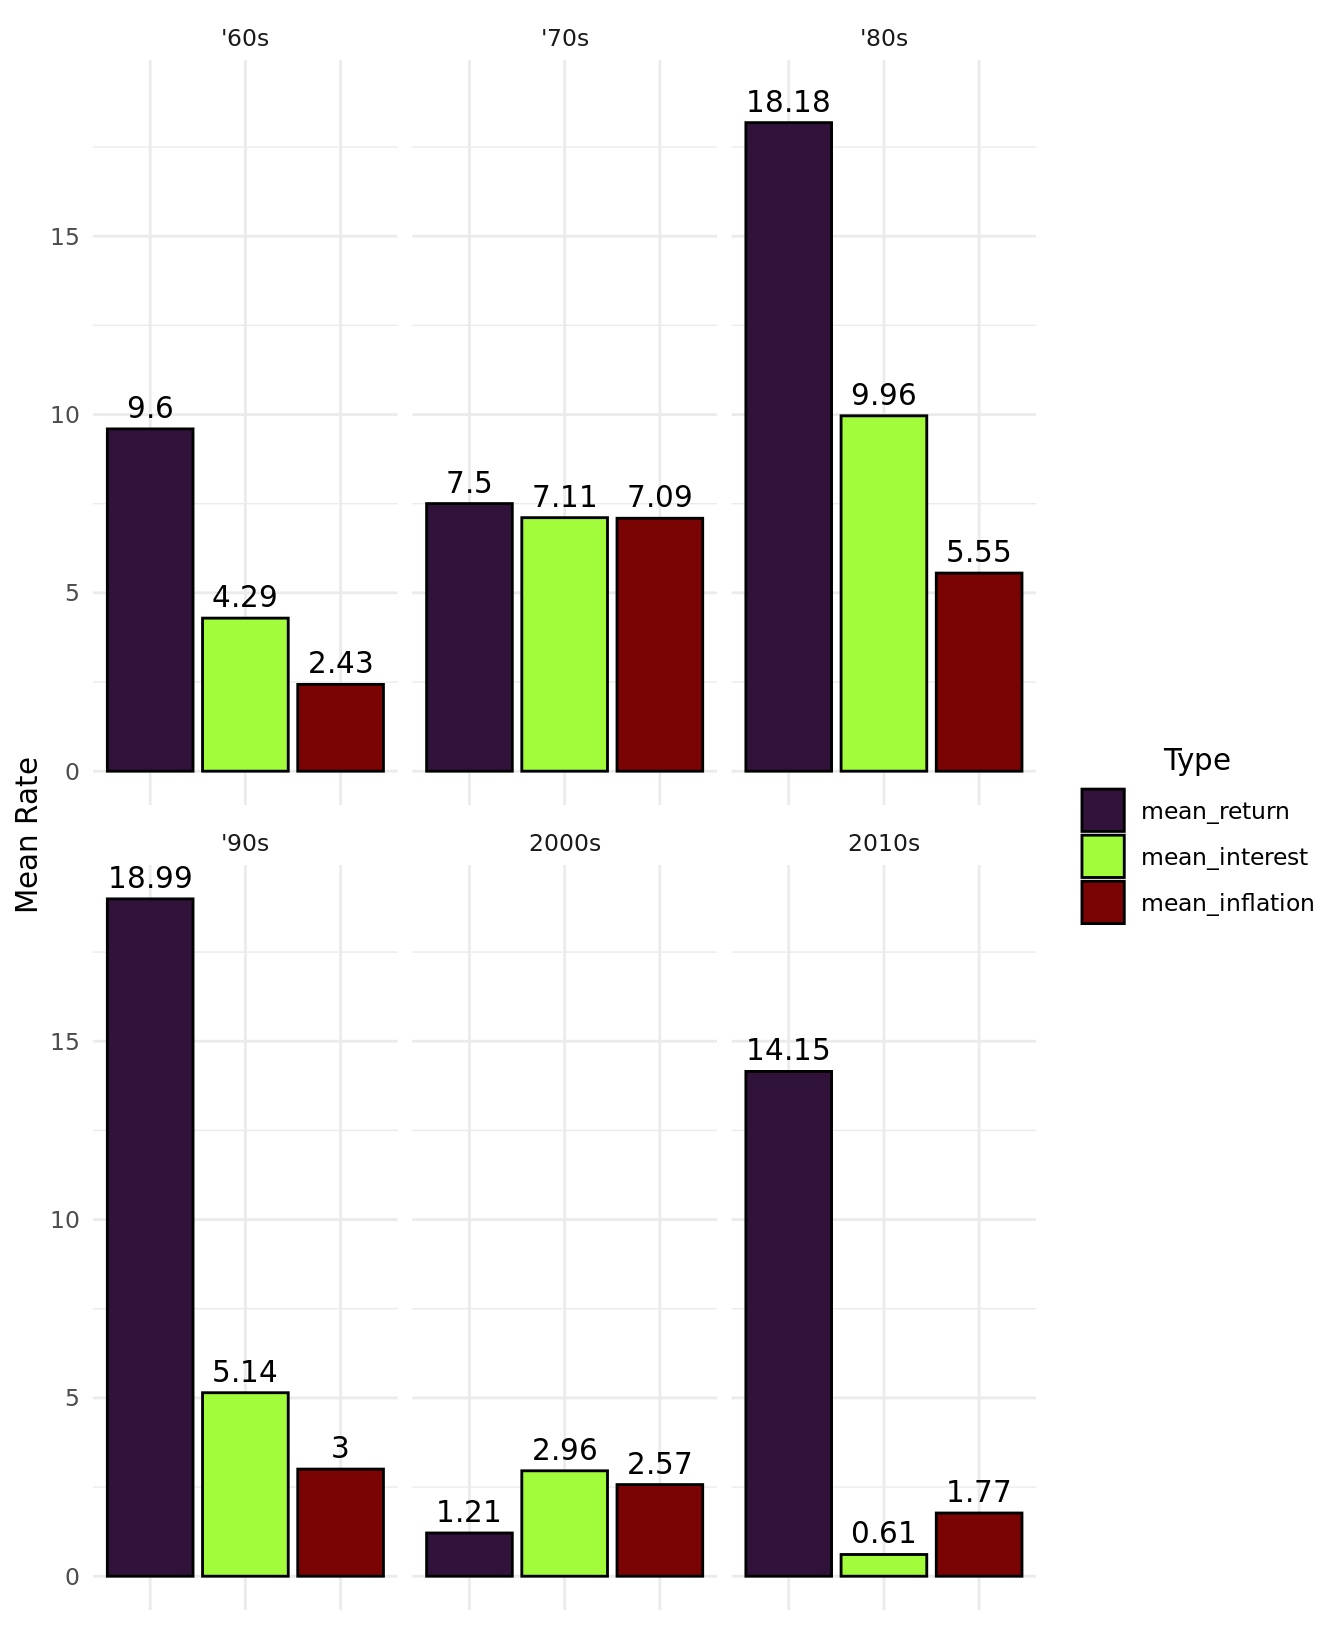 '60s
'70s
'80s
18.18
15
9.96
10
9.6
7.5
7.11
7.09
5.55
5
4.29
2.43
0
Mean Rate
Type
mean_return
mean_interest
mean_inflation
'90s
2000s
2010s
18.99
15
14.15
10
5.14
5
3
2.96
2.57
1.21
1.77
0.61
0